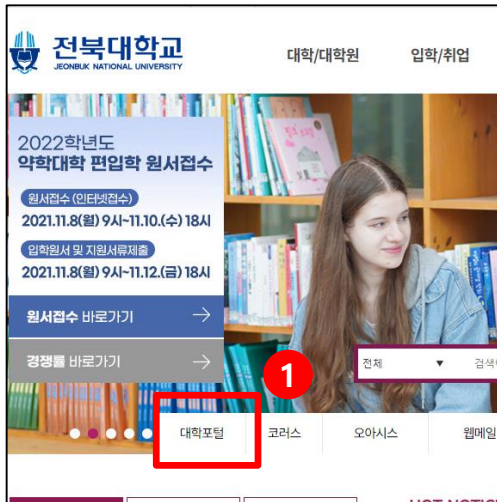 전북대학교
JEONBUK NATIONAL UNIVERSITY
대학/대학원 입학/취업
2022학년도
약학대학 편입학 원서접수
원서접수 (인터넷접수)
2021.11.8(월) 9시~11.10.(수) 18시
입학원서 및 지원서류제출
2021.11.8(월) 9시~11.12.(금) 18시
원서접수 바로가기 →
경쟁률 바로가기 →
전체 ▼
1
대학포털 코러스 오아시스 웹메일